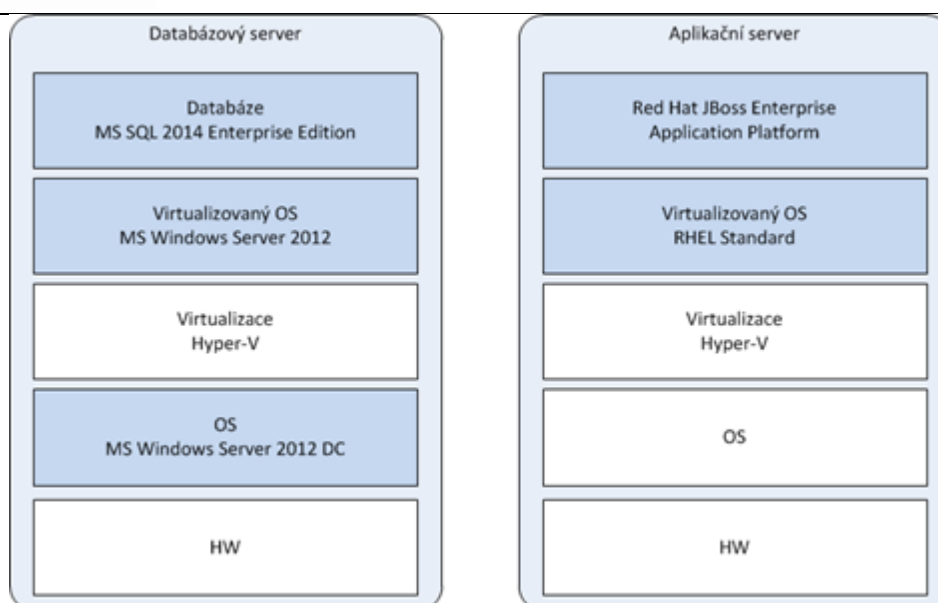 Databázový server
Databáze
MS SQL 2014 Enterprise Edition
Virtualizovaný OS
MS Windows Server 2012
Virtualizace
Hyper-V
OS
MS Windows Server 2012 DC
HW
Aplikační server
Red Hat JBoss Enterprise
Application Platform
Virtualizovaný OS
RHEL Standard
Virtualizace
Hyper-V
OS
HW